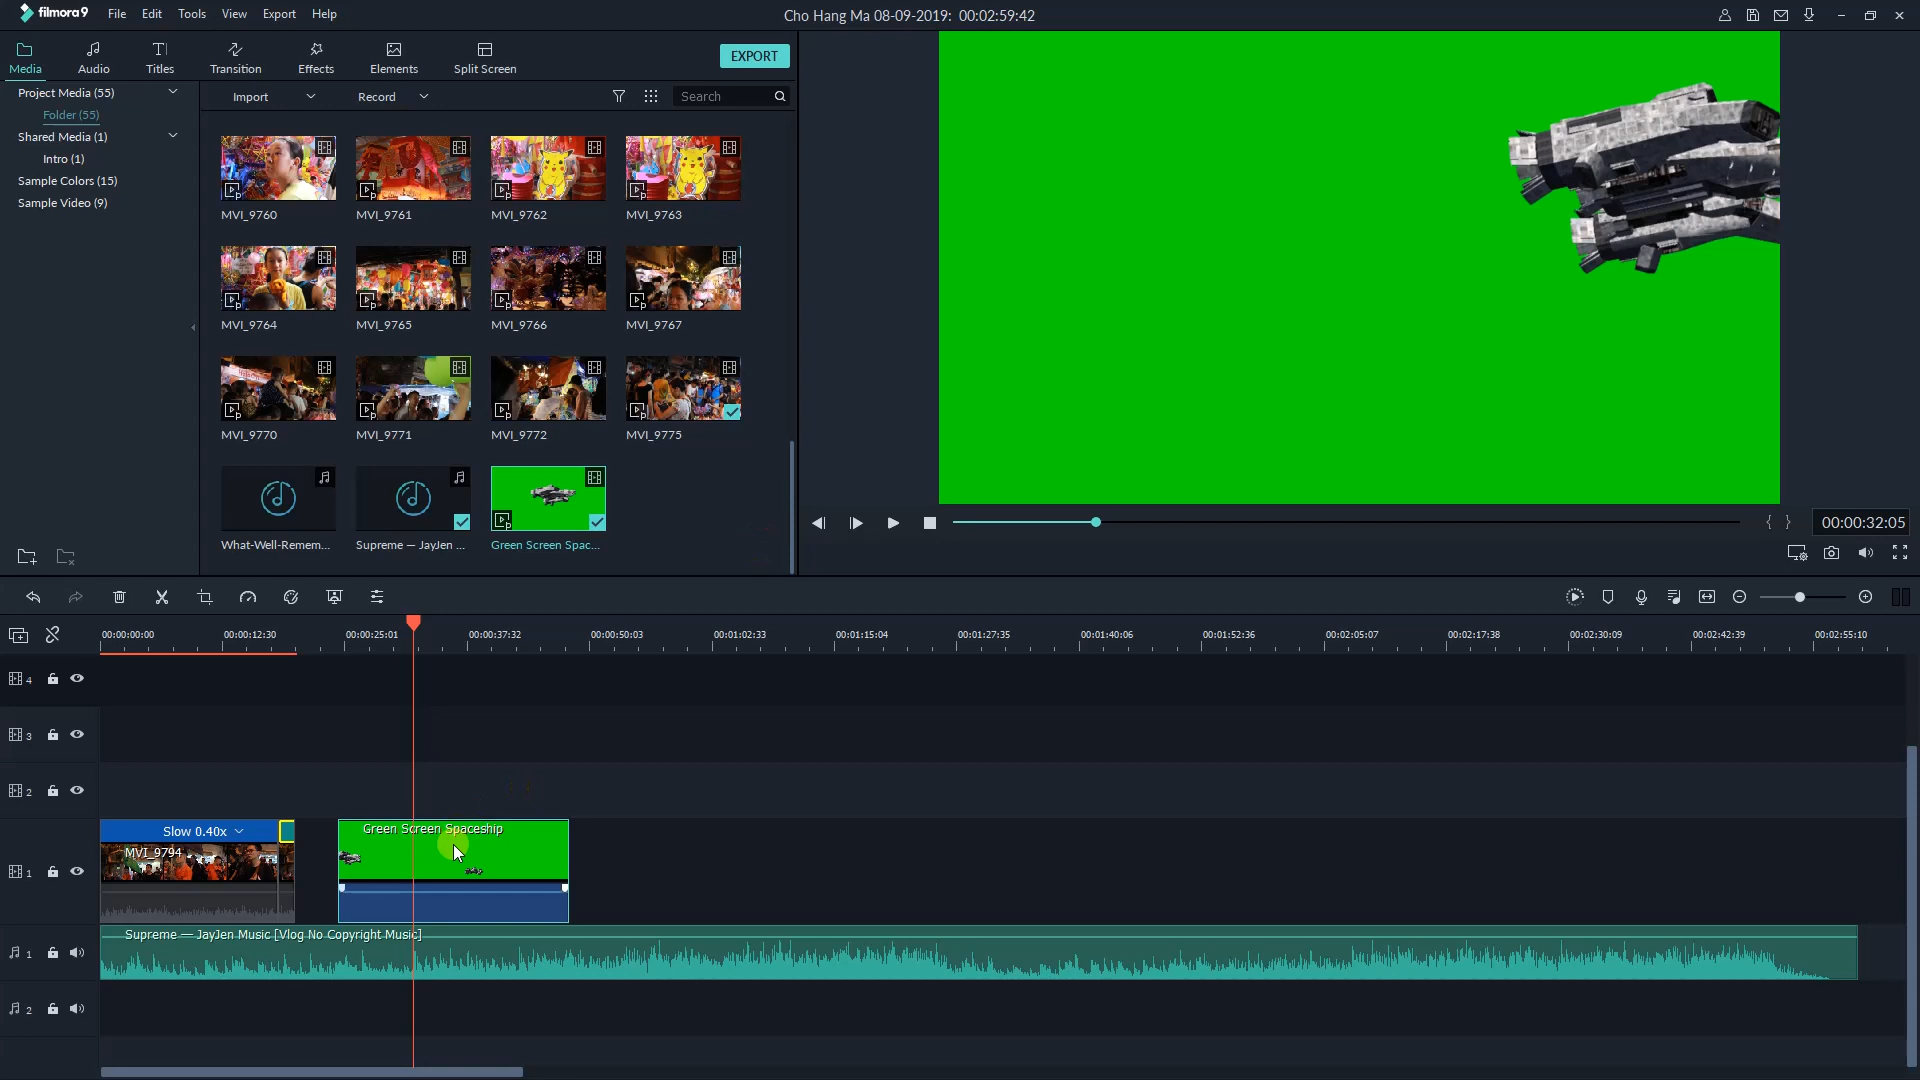 filmora9 File Edit Tools View Export Help
Cho Hang Ma 08-09-2019: 00:02:59:42
Media Audio Titles Transition Effects Elements Split Screen EXPORT
Project Media (55)
Folder (55)
Shared Media (1)
Intro (1)
Sample Colors (15)
Sample Video (9)
Import Record Search
MVI_9760 MVI_9761 MVI_9762 MVI_9763
MVI_9764 MVI_9765 MVI_9766 MVI_9767
MVI_9770 MVI_9771 MVI_9772 MVI_9775
What-Well-Remem... Supreme — JayJen ... Green Screen Spac...
00:00:32:05
00:00:00:00 00:00:12:30 00:00:25:01 00:00:37:32 00:00:50:03 00:01:02:33 00:01:15:04 00:01:27:35 00:01:40:06 00:01:52:36 00:02:05:07 00:02:17:38 00:02:30:09 00:02:42:39 00:02:55:10
4
3
2
Slow 0.40x
MVI_9794
Green Screen Spaceship
1
Supreme — JayJen Music [Vlog No Copyright Music]
1
2